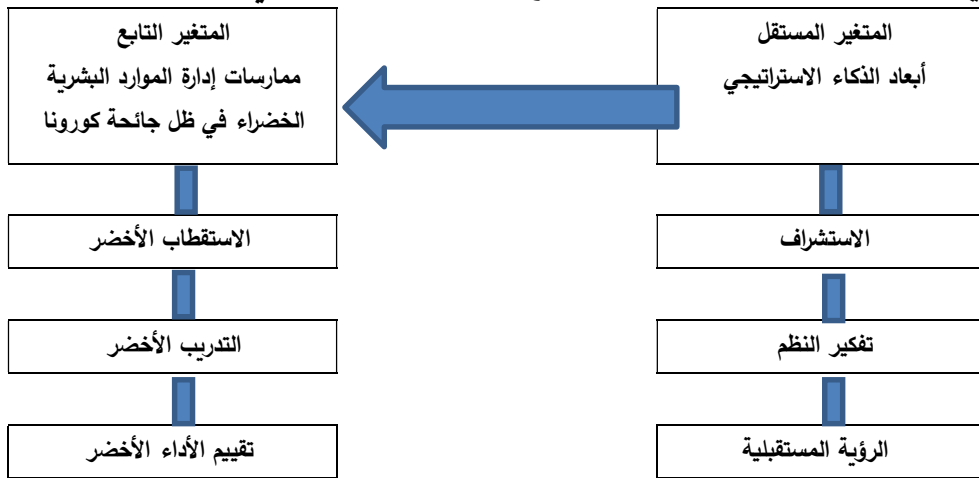 المتغير المستقل
أبعاد الذكاء الاستراتيجي
المتغير التابع
ممارسات إدارة الموارد البشرية
الخضراء في ظل جائحة كورونا
الاستشراف
الاستقطاب الأخضر
تفكير النظم
التدريب الأخضر
الرؤية المستقبلية
تقييم الأداء الأخضر